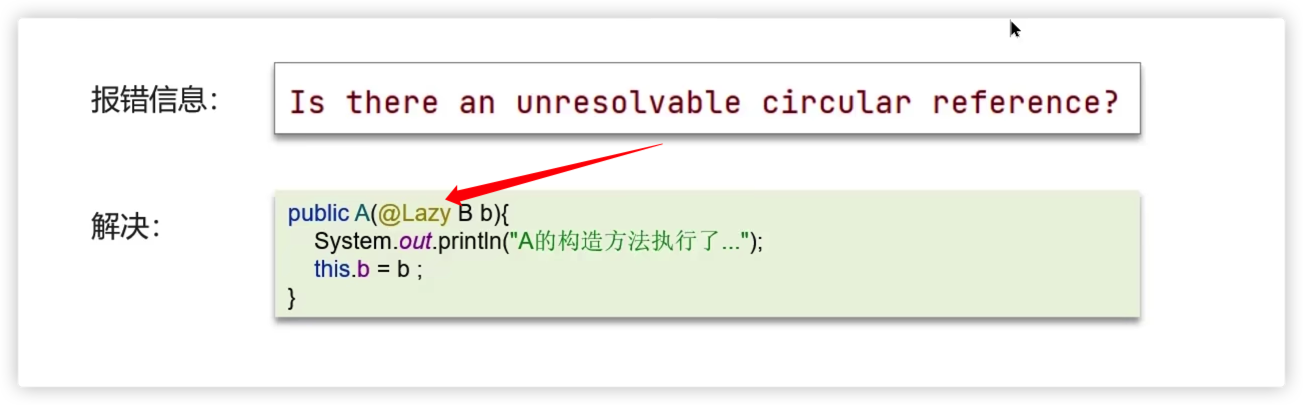 报错信息：
Is there an unresolvable circular reference?
解决：
public A(@Lazy B b){
System.out.println("A的构造方法执行了...");
this.b = b ;
}